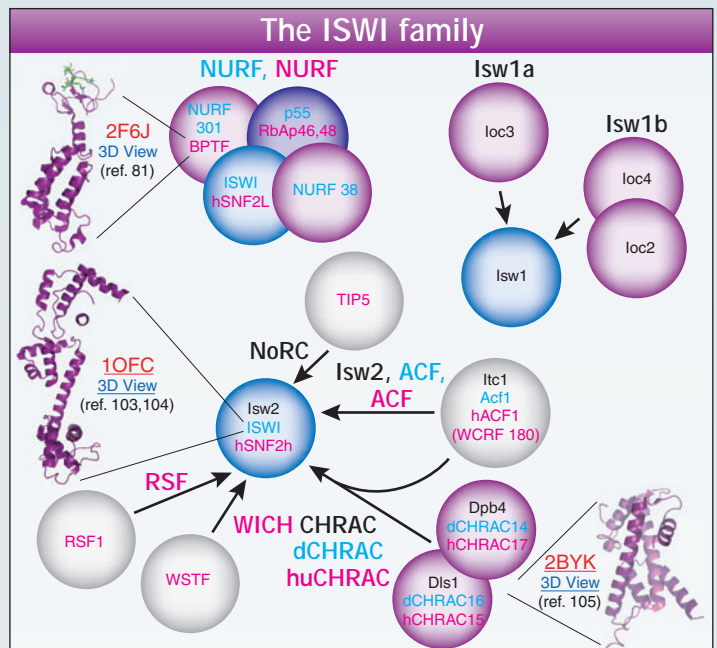 The ISWI family
NURF, NURF
NURF
301
BPTF
p55
RbAp46,48
ISWI
hSNF2L
NURF 38
2F6J
3D View
(ref. 81)
Isw1a
Ioc3
Isw1b
Ioc4
Ioc2
Isw1
TIP5
NoRC
1OFC
3D View
(ref. 103,104)
Isw2, ACF,
ACF
Itc1
Acf1
hACF1
(WCRF 180)
Isw2
ISWI
hSNF2h
RSF
RSF1
WSTF
WICH CHRAC
dCHRAC
huCHRAC
Dpb4
dCHRAC14
hCHRAC17
Dls1
dCHRAC16
hCHRAC15
2BYK
3D View
(ref. 105)